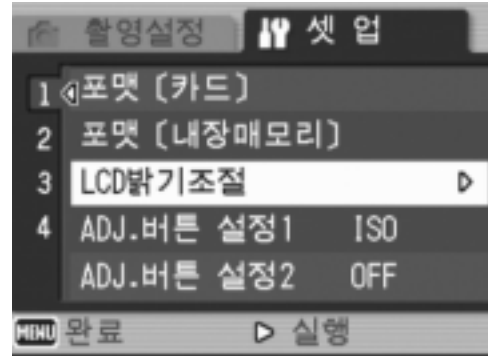 촬영설정 셋 업
1 포맷 [카드]
2 포맷 [내장매모리]
3 LCD밝기조절
4 ADJ.버튼 설정1 ISO
ADJ.버튼 설정2 OFF
MENU 완료 실행